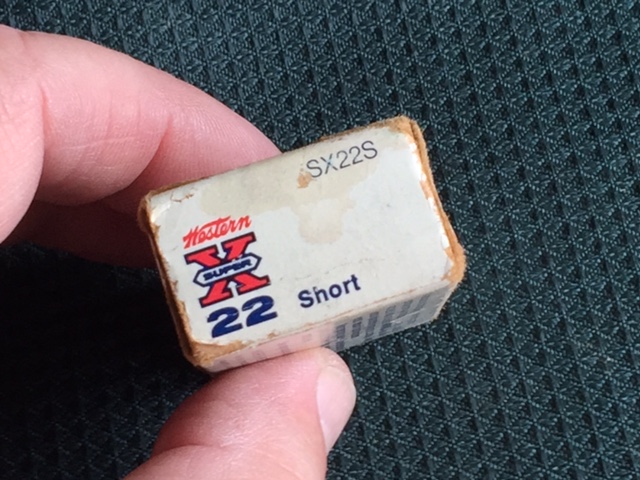 SX22S
Western
SUPER X
22 Short